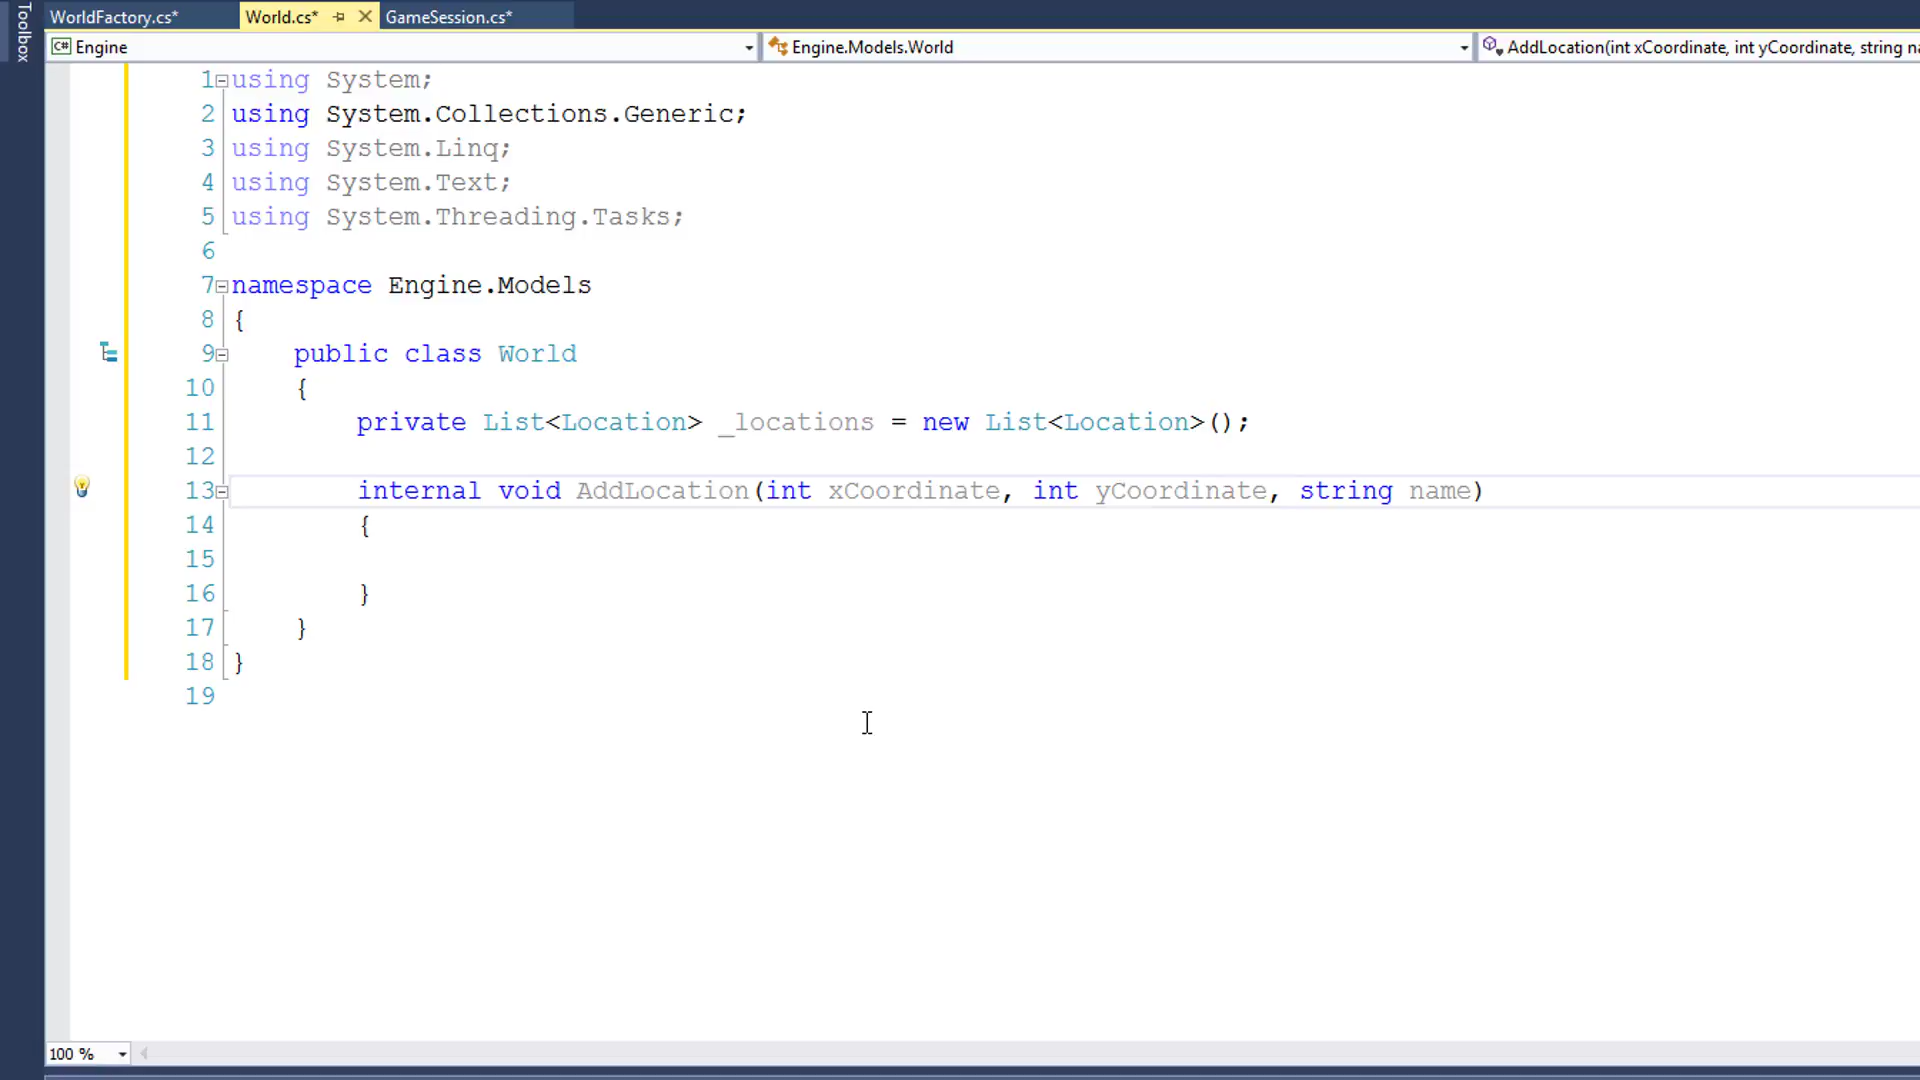 Toolbox
WorldFactory.cs* World.cs* GameSession.cs*
C# Engine Engine.Models.World AddLocation(int xCoordinate, int yCoordinate, string na
1 using System;
2 using System.Collections.Generic;
3 using System.Linq;
4 using System.Text;
5 using System.Threading.Tasks;
6
7 namespace Engine.Models
8 {
9 public class World
10 {
11 private List<Location> _locations = new List<Location>();
12
13 internal void AddLocation(int xCoordinate, int yCoordinate, string name)
14 {
15
16 }
17 }
18 }
19
100 %